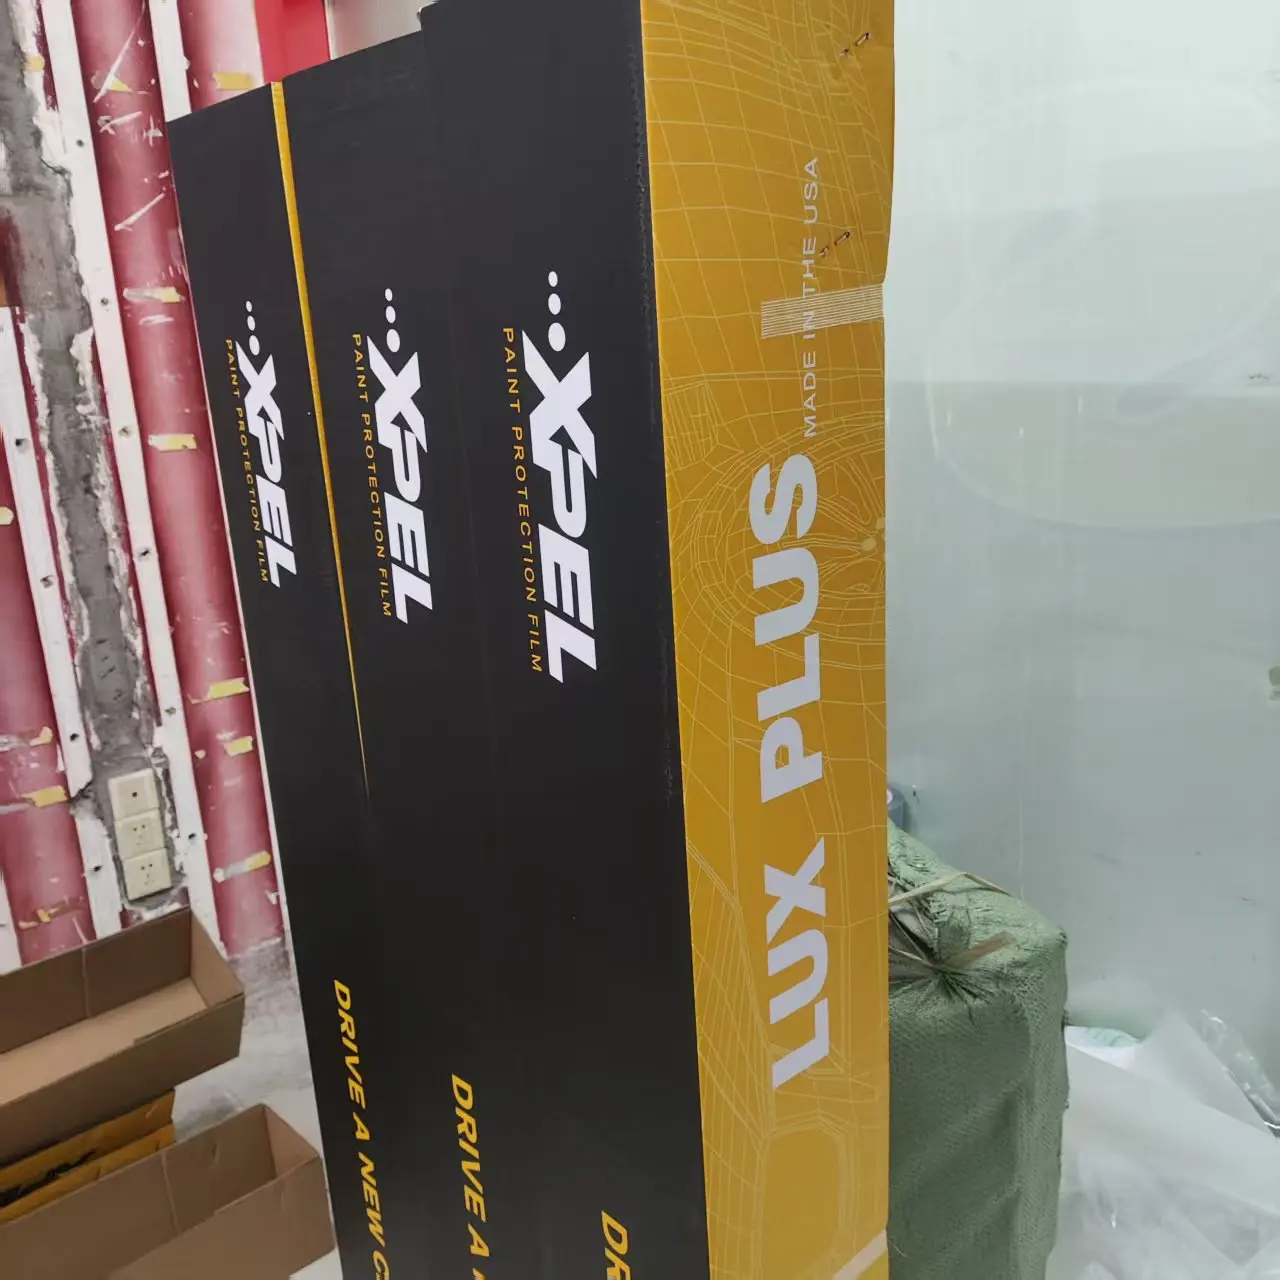 XPEL
PAINT PROTECTION FILM
DRIVE A NEW
XPEL
PAINT PROTECTION FILM
DRIVE A
XPEL
PAINT PROTECTION FILM
LUX PLUS MADE IN THE USA